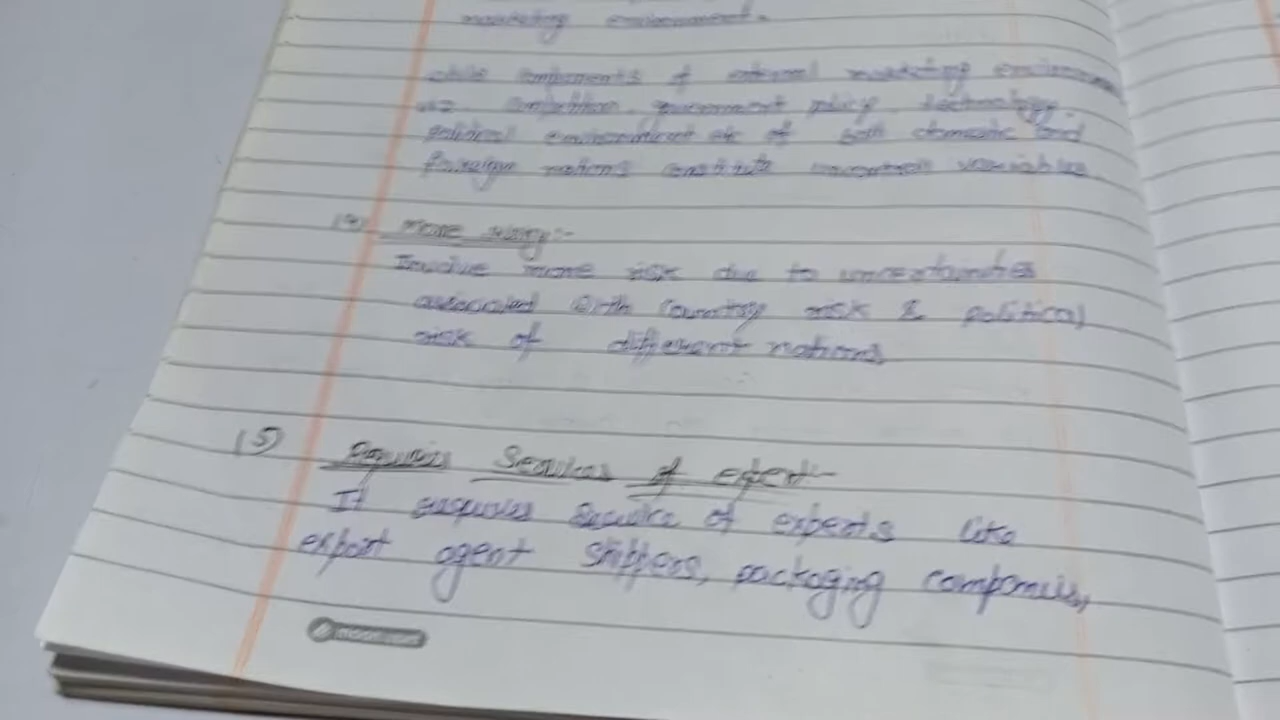 marketing environment.
while components of external marketing environment
viz. competition, government policy, technology,
political environment etc of both domestic and
foreign nations constitute variables
(4) More risky:-
Involve more risk due to uncertainties
associated with Country risk & political
risk of different nations.
(5) Requires Services of expert:-
It requires service of experts like
export agent shippers, packaging companies,